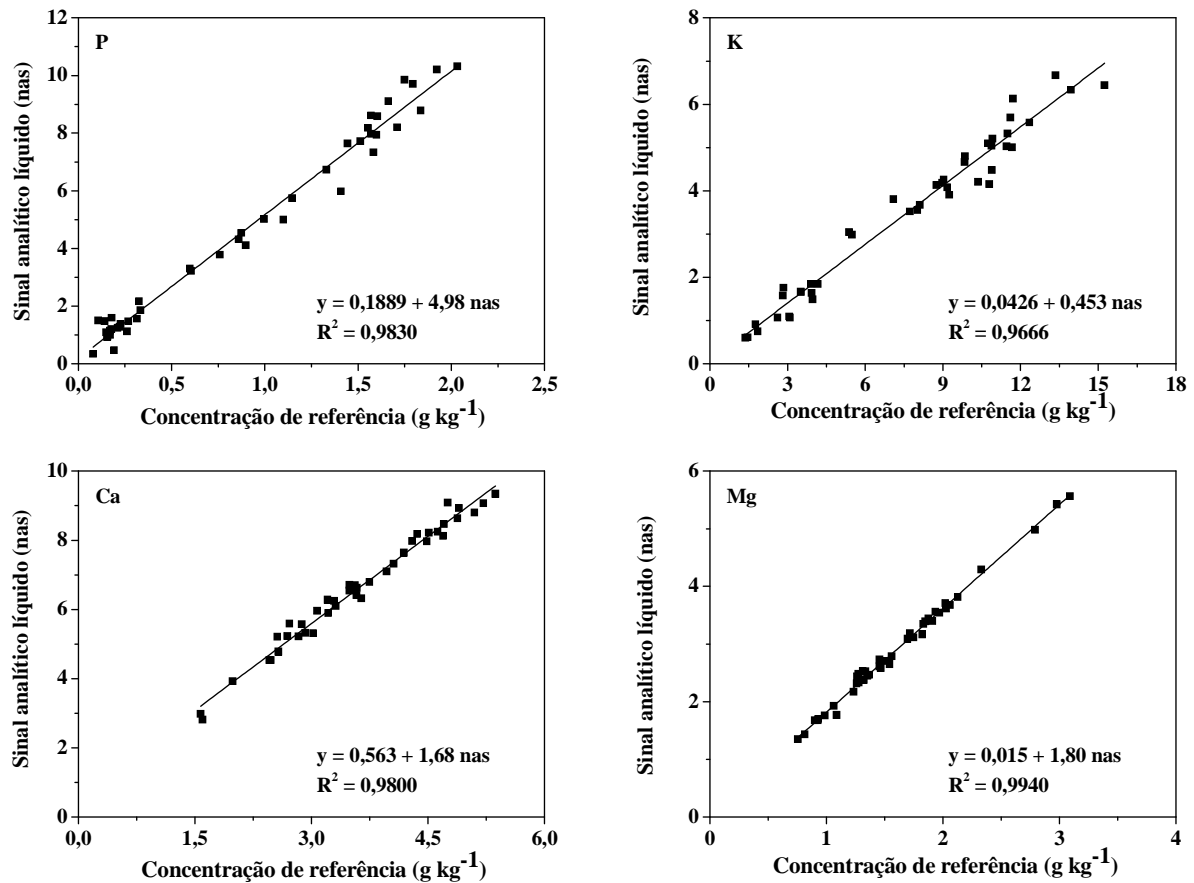 P
Sinal analítico líquido (nas)
10
8
6
4
2
0
y = 0,1889 + 4,98 nas
R² = 0,9830
0,0 0,5 1,0 1,5 2,0 2,5
Concentração de referência (g kg⁻¹)
K
Sinal analítico líquido (nas)
8
6
4
2
0
y = 0,0426 + 0,453 nas
R² = 0,9666
0 3 6 9 12 15 18
Concentração de referência (g kg⁻¹)
Ca
Sinal analítico líquido (nas)
10
8
6
4
2
0
y = 0,563 + 1,68 nas
R² = 0,9800
0,0 1,5 3,0 4,5 6,0
Concentração de referência (g kg⁻¹)
Mg
Sinal analítico líquido (nas)
6
4
2
0
y = 0,015 + 1,80 nas
R² = 0,9940
0 1 2 3 4
Concentração de referência (g kg⁻¹)
12